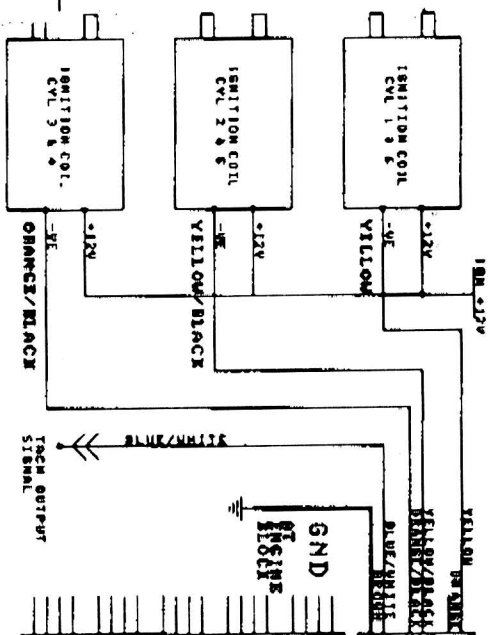 IGNITION COIL
CYL 3 & 4
IGNITION COIL
CYL 2 & 5
IGNITION COIL
CYL 1 & 6
-VE
+12V
-VE
+12V
-VE
+12V
ORANGE/BLACK
YELLOW/BLACK
YELLOW
IGN +12V
BLUE/WHITE
TACH OUTPUT
SIGNAL
GND
AT
ENGINE
BLOCK
YELLOW
YELLOW/BLACK
ORANGE/BLACK
BLUE/WHITE
BROWN